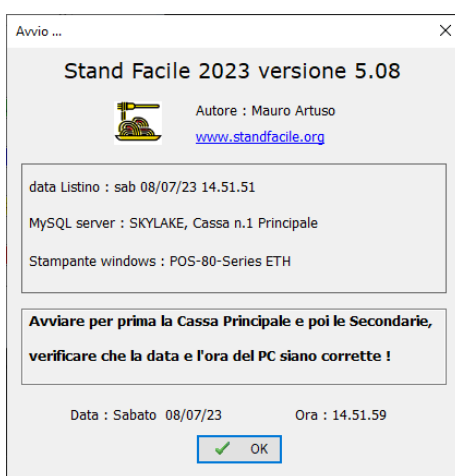 Avvio ...
Stand Facile 2023 versione 5.08
Autore : Mauro Artuso
www.standfacile.org
data Listino : sab 08/07/23 14.51.51
MySQL server : SKYLAKE, Cassa n.1 Principale
Stampante windows : POS-80-Series ETH
Avviare per prima la Cassa Principale e poi le Secondarie,
verificare che la data e l'ora del PC siano corrette !
Data : Sabato 08/07/23 Ora : 14.51.59
OK